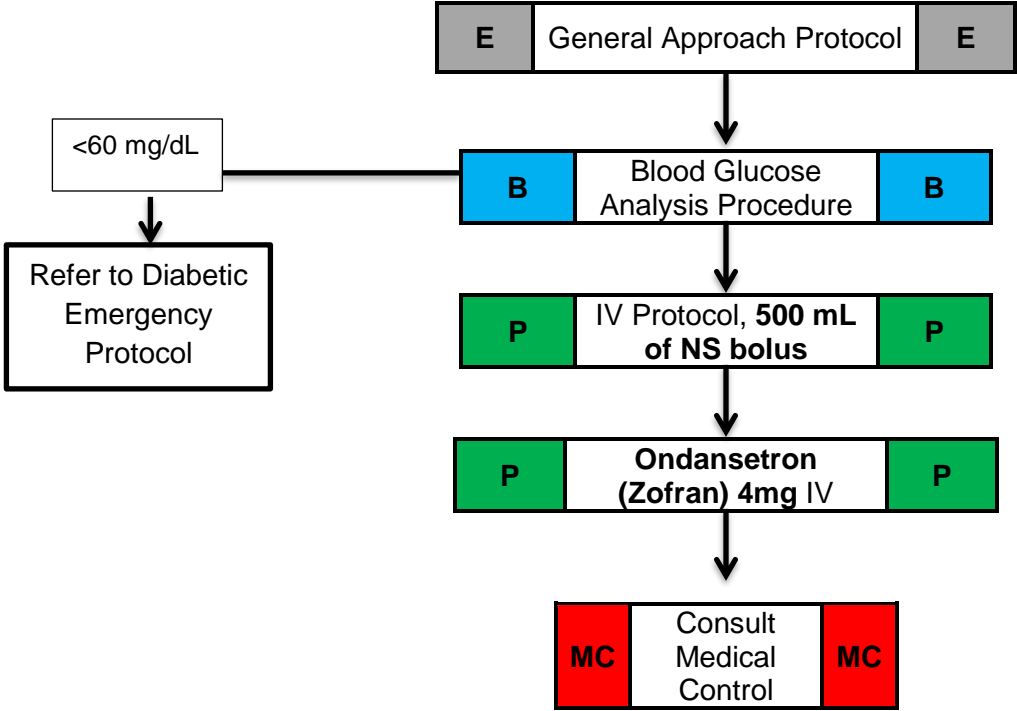 E General Approach Protocol E
<60 mg/dL
B Blood Glucose B
Analysis Procedure
Refer to Diabetic
Emergency
Protocol
P IV Protocol, 500 mL P
of NS bolus
P Ondansetron P
(Zofran) 4mg IV
MC Consult MC
Medical
Control